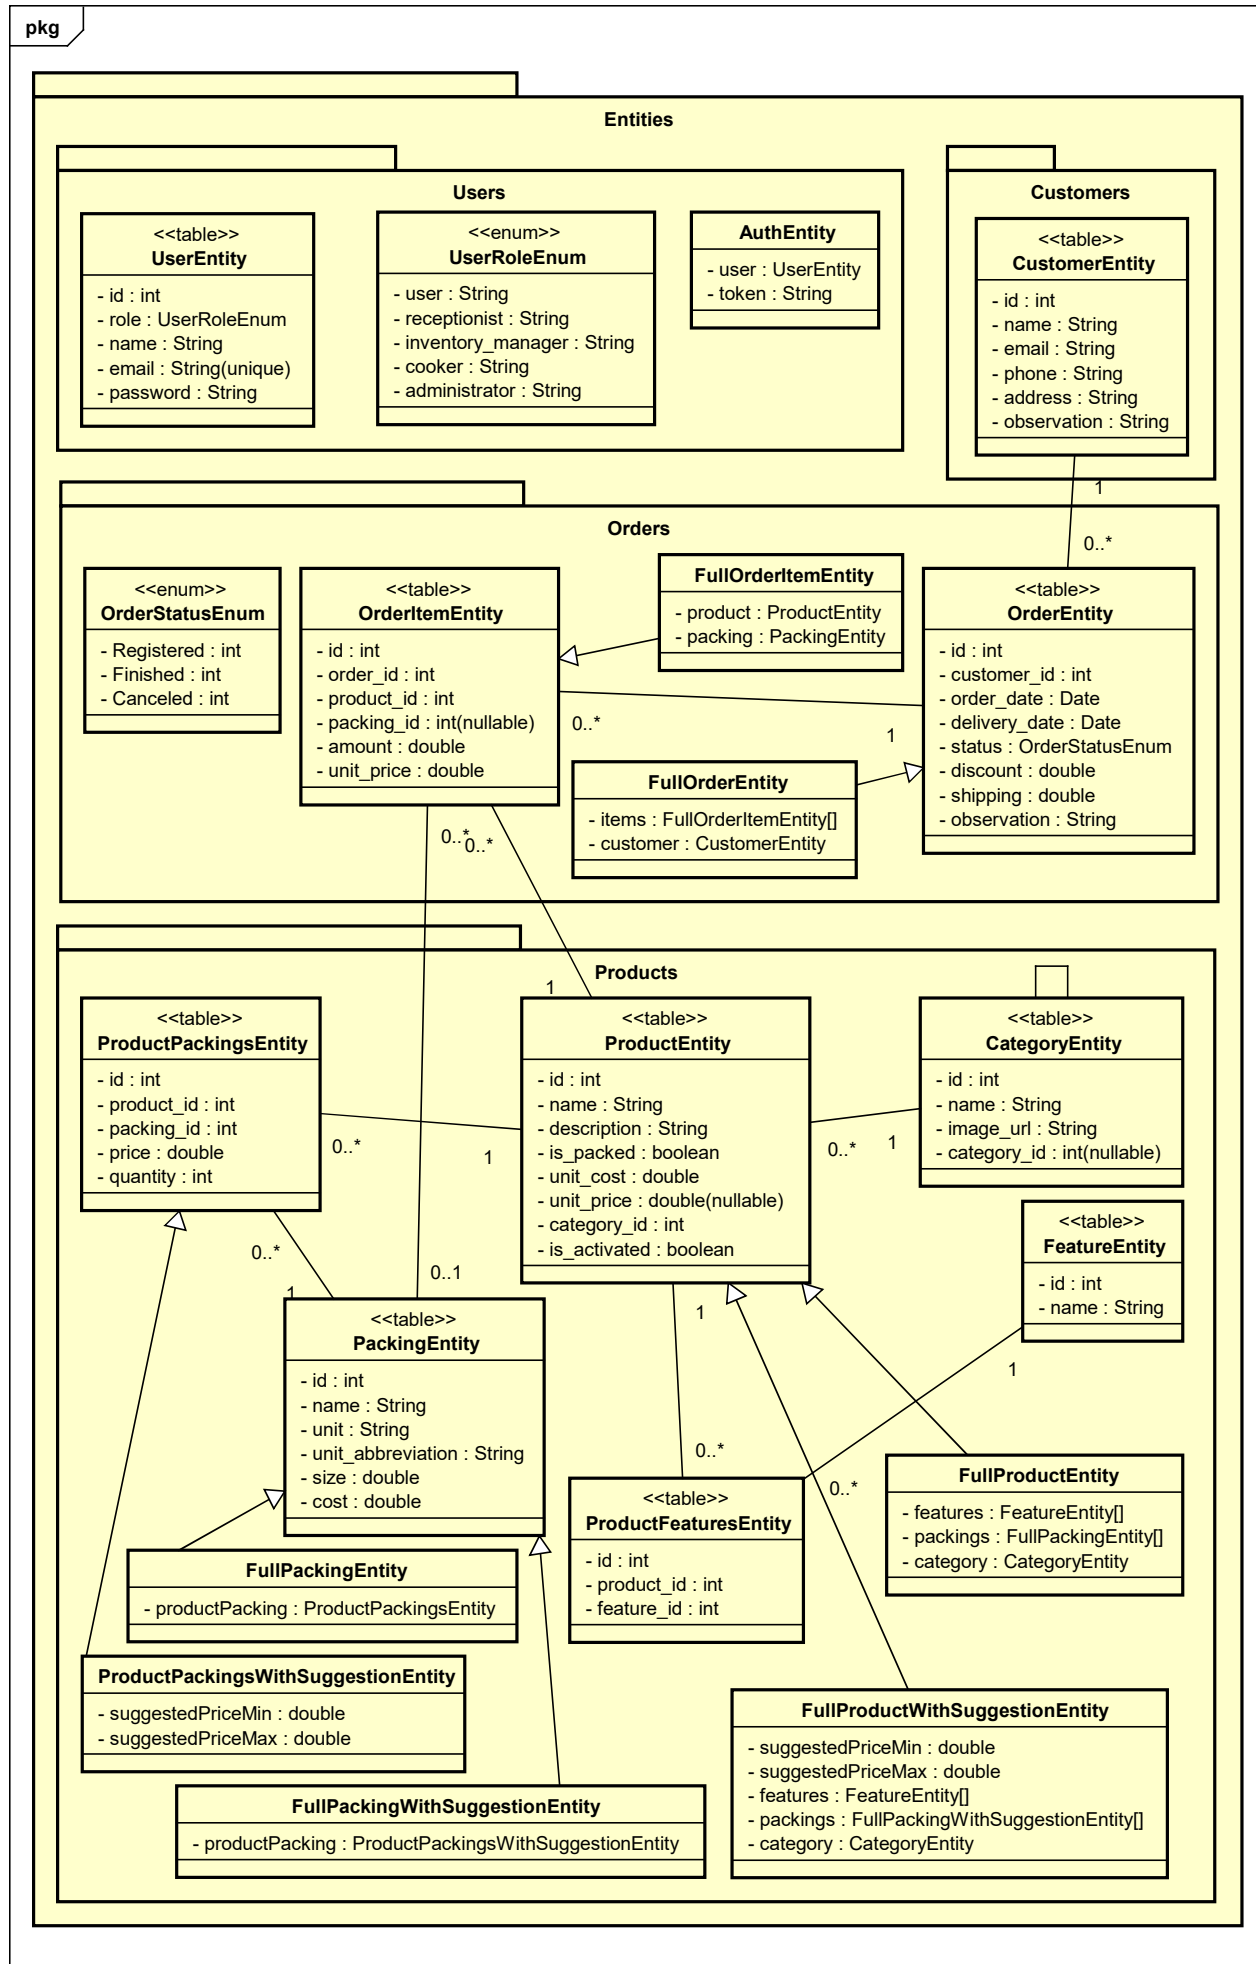 pkg
Entities
Users
<<table>>
UserEntity
- id : int
- role : UserRoleEnum
- name : String
- email : String(unique)
- password : String
<<enum>>
UserRoleEnum
- user : String
- receptionist : String
- inventory_manager : String
- cooker : String
- administrator : String
AuthEntity
- user : UserEntity
- token : String
Customers
<<table>>
CustomerEntity
- id : int
- name : String
- email : String
- phone : String
- address : String
- observation : String
1
0..*
Orders
<<enum>>
OrderStatusEnum
- Registered : int
- Finished : int
- Canceled : int
<<table>>
OrderItemEntity
- id : int
- order_id : int
- product_id : int
- packing_id : int(nullable)
- amount : double
- unit_price : double
FullOrderItemEntity
- product : ProductEntity
- packing : PackingEntity
<<table>>
OrderEntity
- id : int
- customer_id : int
- order_date : Date
- delivery_date : Date
- status : OrderStatusEnum
- discount : double
- shipping : double
- observation : String
0..*
1
FullOrderEntity
- items : FullOrderItemEntity[]
- customer : CustomerEntity
0..*
0..*
Products
1
<<table>>
ProductPackingsEntity
- id : int
- product_id : int
- packing_id : int
- price : double
- quantity : int
0..*
1
<<table>>
ProductEntity
- id : int
- name : String
- description : String
- is_packed : boolean
- unit_cost : double
- unit_price : double(nullable)
- category_id : int
- is_activated : boolean
0..*
1
<<table>>
CategoryEntity
- id : int
- name : String
- image_url : String
- category_id : int(nullable)
<<table>>
FeatureEntity
- id : int
- name : String
0..*
1
0..1
1
1
<<table>>
PackingEntity
- id : int
- name : String
- unit : String
- unit_abbreviation : String
- size : double
- cost : double
0..*
0..*
<<table>>
ProductFeaturesEntity
- id : int
- product_id : int
- feature_id : int
FullProductEntity
- features : FeatureEntity[]
- packings : FullPackingEntity[]
- category : CategoryEntity
FullPackingEntity
- productPacking : ProductPackingsEntity
ProductPackingsWithSuggestionEntity
- suggestedPriceMin : double
- suggestedPriceMax : double
FullPackingWithSuggestionEntity
- productPacking : ProductPackingsWithSuggestionEntity
FullProductWithSuggestionEntity
- suggestedPriceMin : double
- suggestedPriceMax : double
- features : FeatureEntity[]
- packings : FullPackingWithSuggestionEntity[]
- category : CategoryEntity